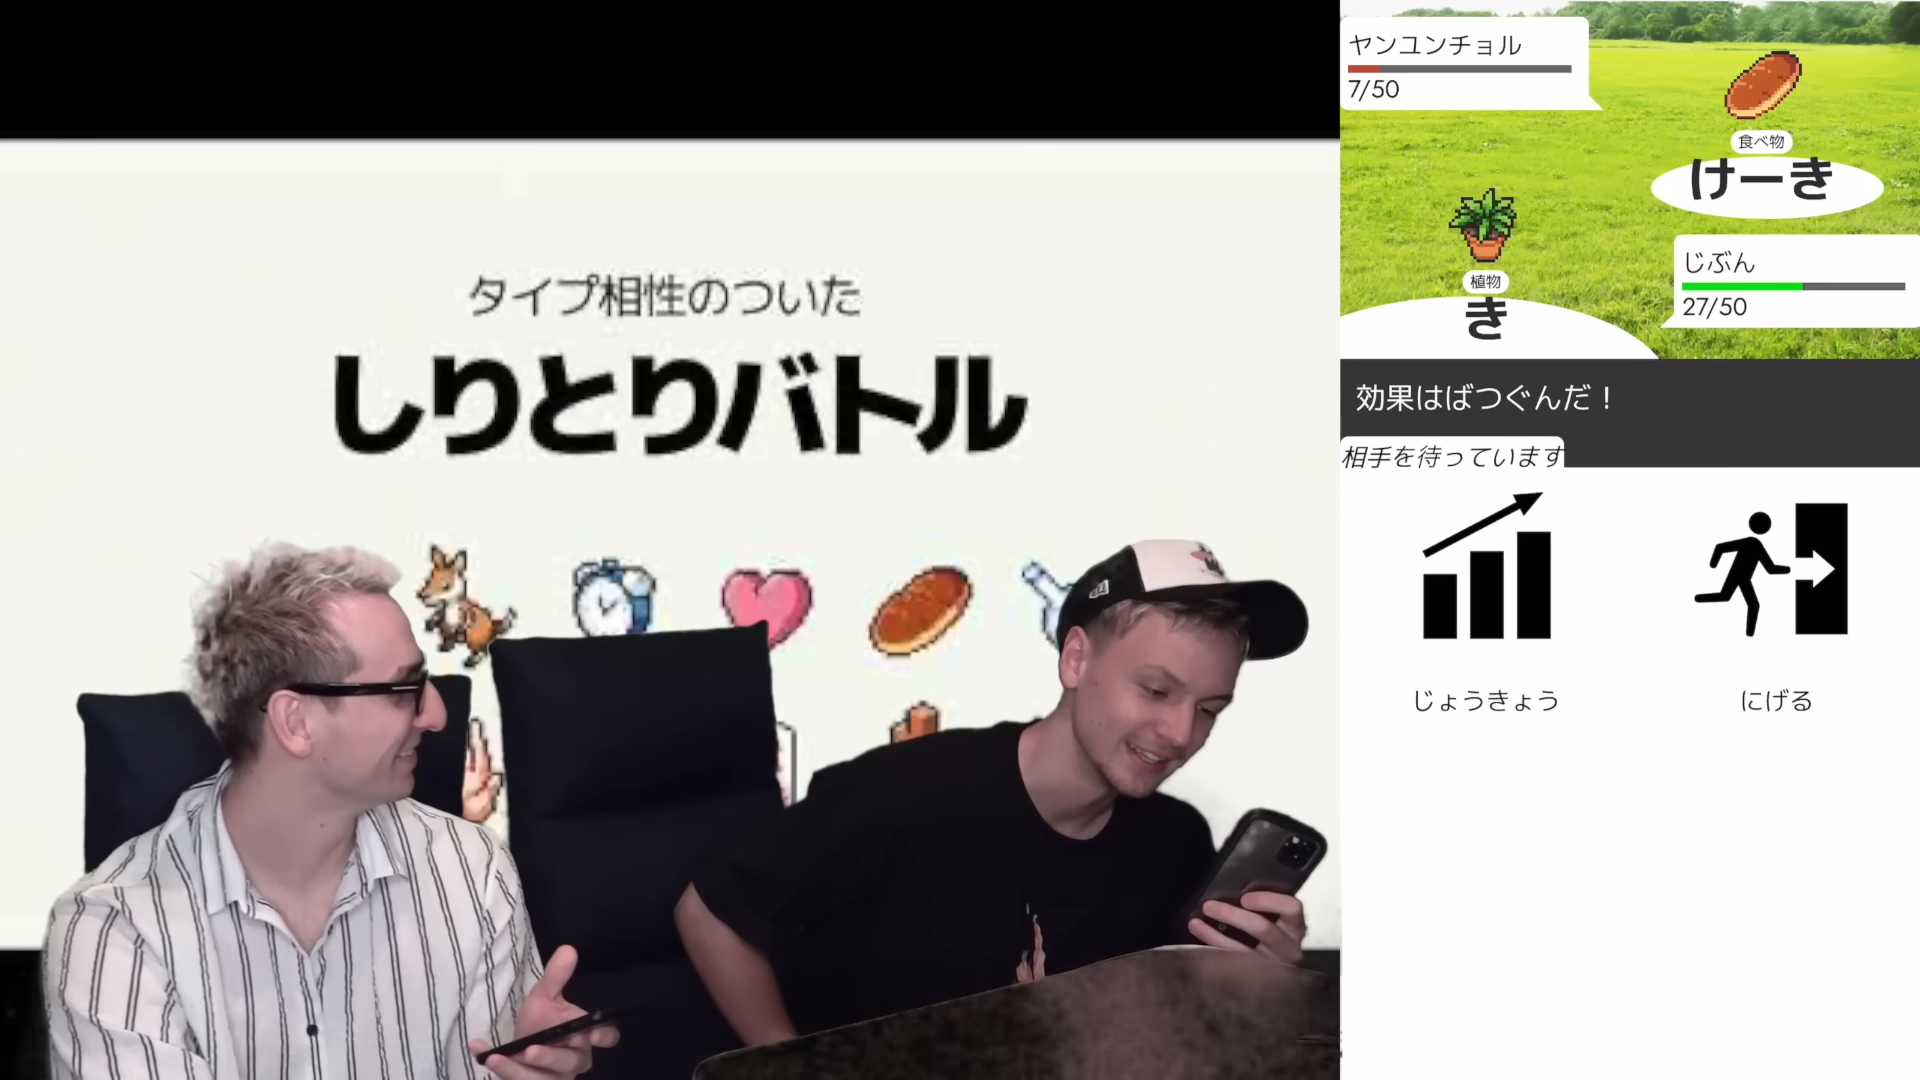 タイプ相性のついた
しりとりバトル
ヤンユンチョル
7/50
食べ物
けーき
植物
き
じぶん
27/50
効果はばつぐんだ！
相手を待っています
じょうきょう
にげる